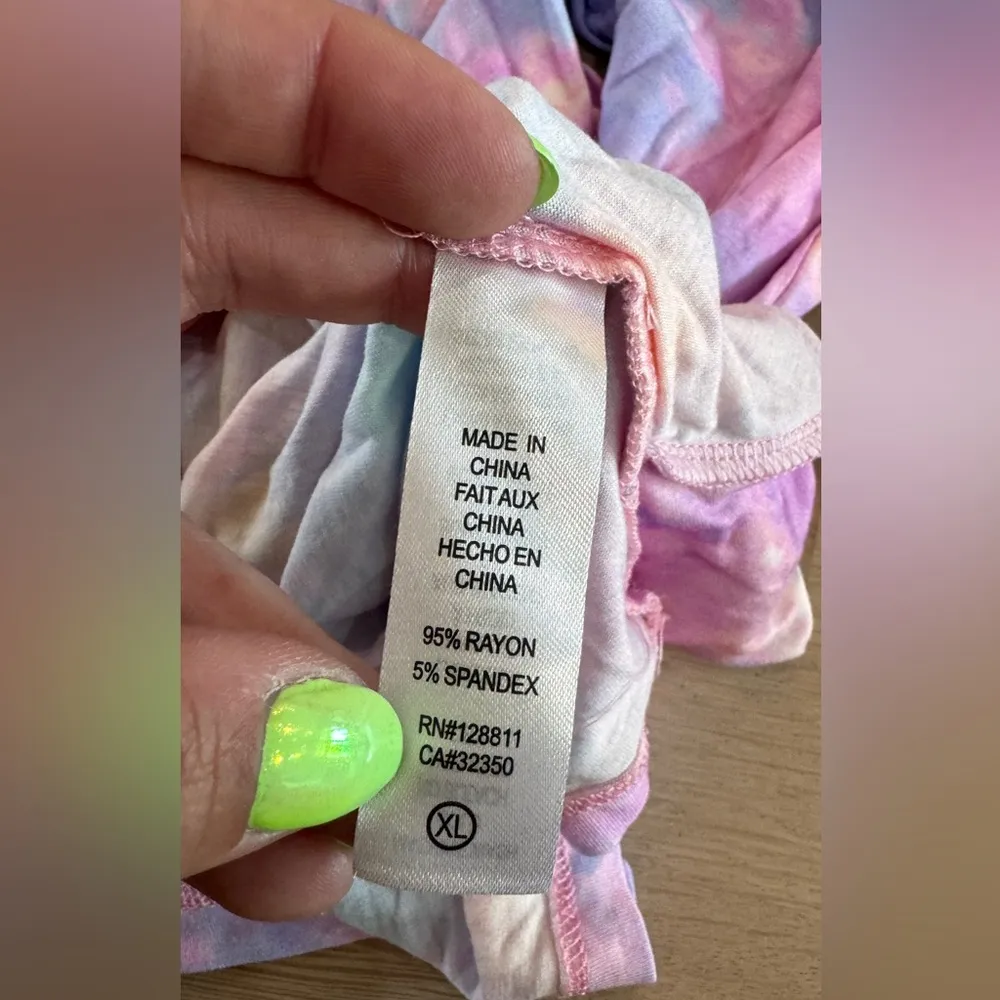 MADE IN
CHINA
FAIT AUX
CHINA
HECHO EN
CHINA
95% RAYON
5% SPANDEX
RN#128811
CA#32350
XL